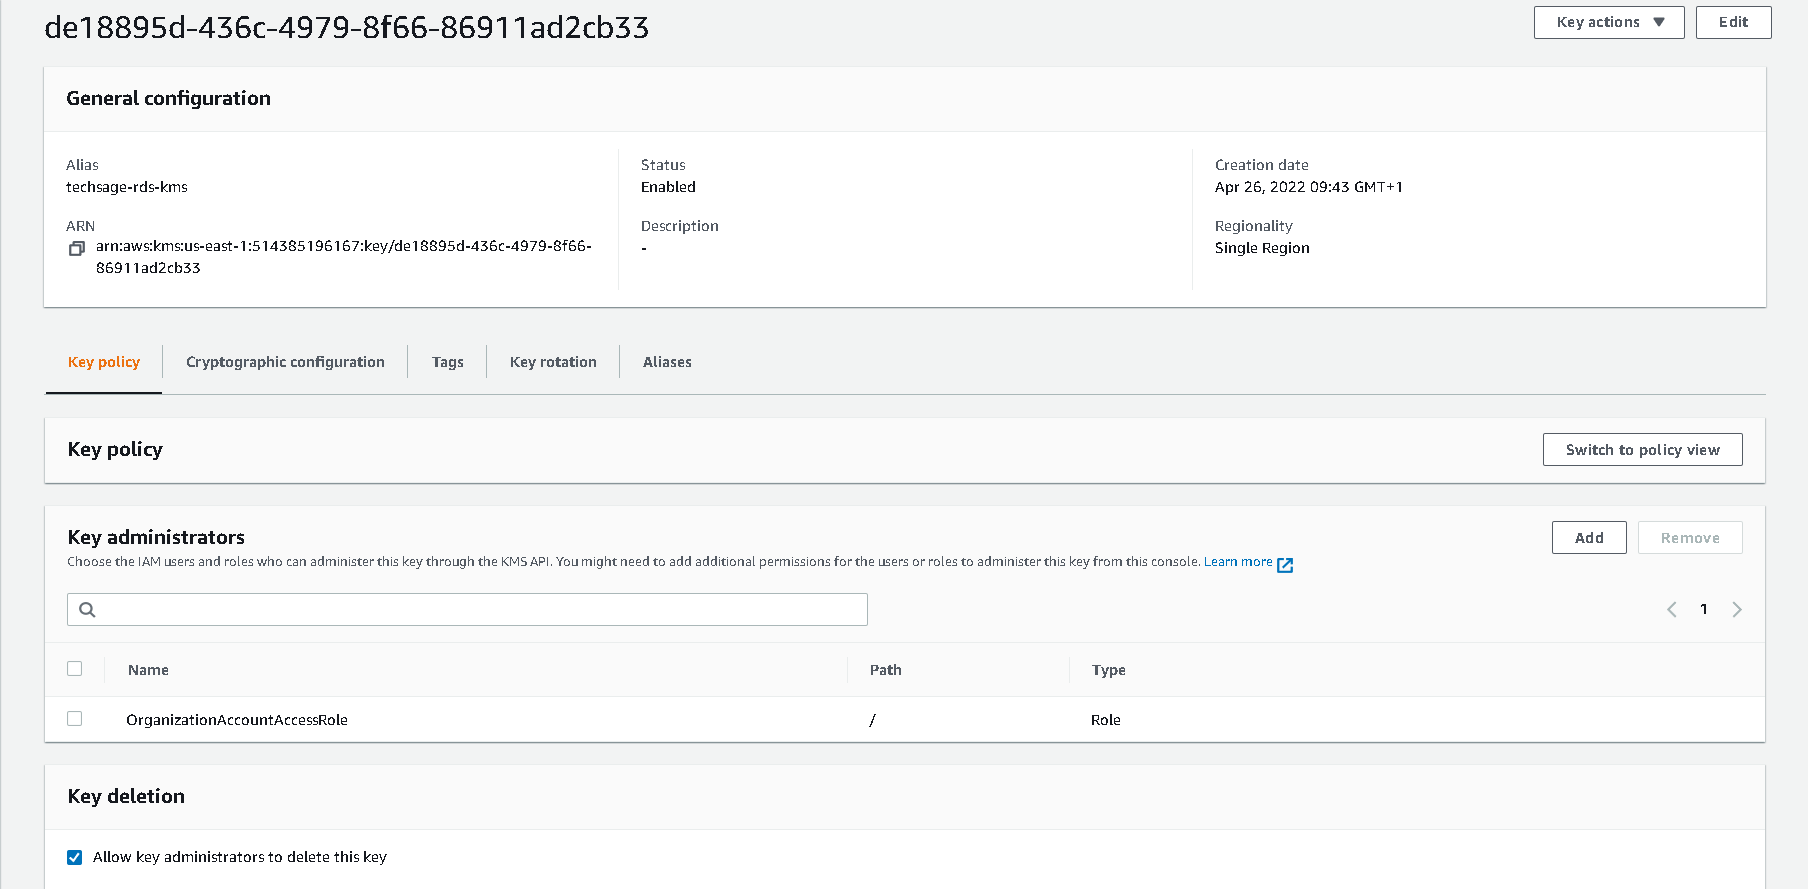 de18895d-436c-4979-8f66-86911ad2cb33
Key actions ▼
Edit
General configuration
Alias
techsage-rds-kms
ARN
arn:aws:kms:us-east-1:514385196167:key/de18895d-436c-4979-8f66-
86911ad2cb33
Status
Enabled
Description
-
Creation date
Apr 26, 2022 09:43 GMT+1
Regionality
Single Region
Key policy
Cryptographic configuration
Tags
Key rotation
Aliases
Key policy
Switch to policy view
Key administrators
Add
Remove
Choose the IAM users and roles who can administer this key through the KMS API. You might need to add additional permissions for the users or roles to administer this key from this console. Learn more
1
Name
Path
Type
OrganizationAccountAccessRole
/
Role
Key deletion
Allow key administrators to delete this key